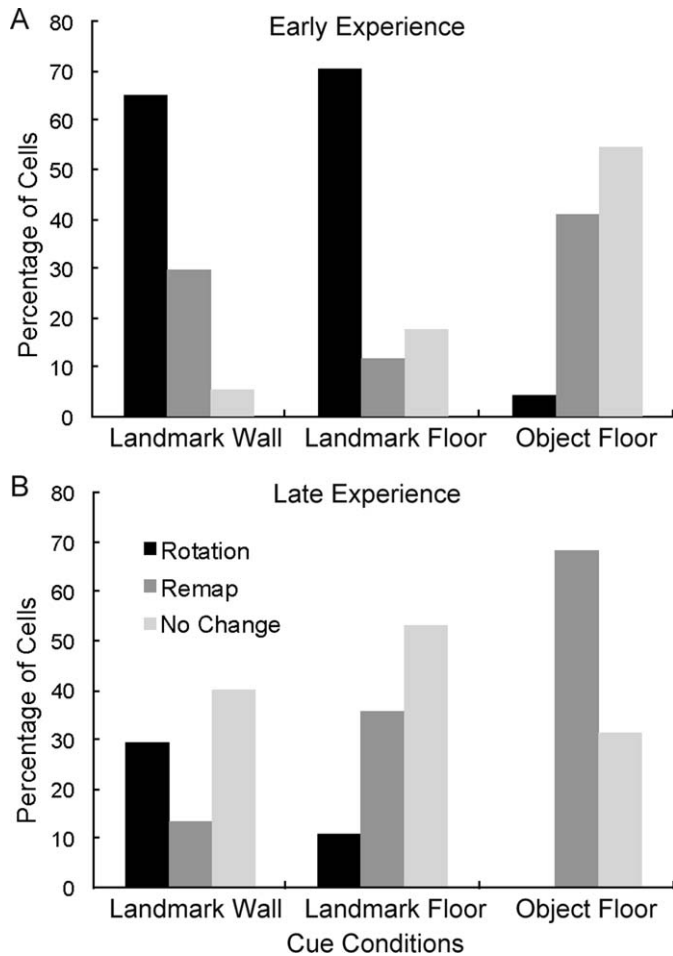 A
Early Experience
80
70
60
50
40
30
20
10
0
Percentage of Cells
Landmark Wall Landmark Floor Object Floor
B
Late Experience
80
70
60
50
40
30
20
10
0
Percentage of Cells
Rotation
Remap
No Change
Landmark Wall Landmark Floor Object Floor
Cue Conditions